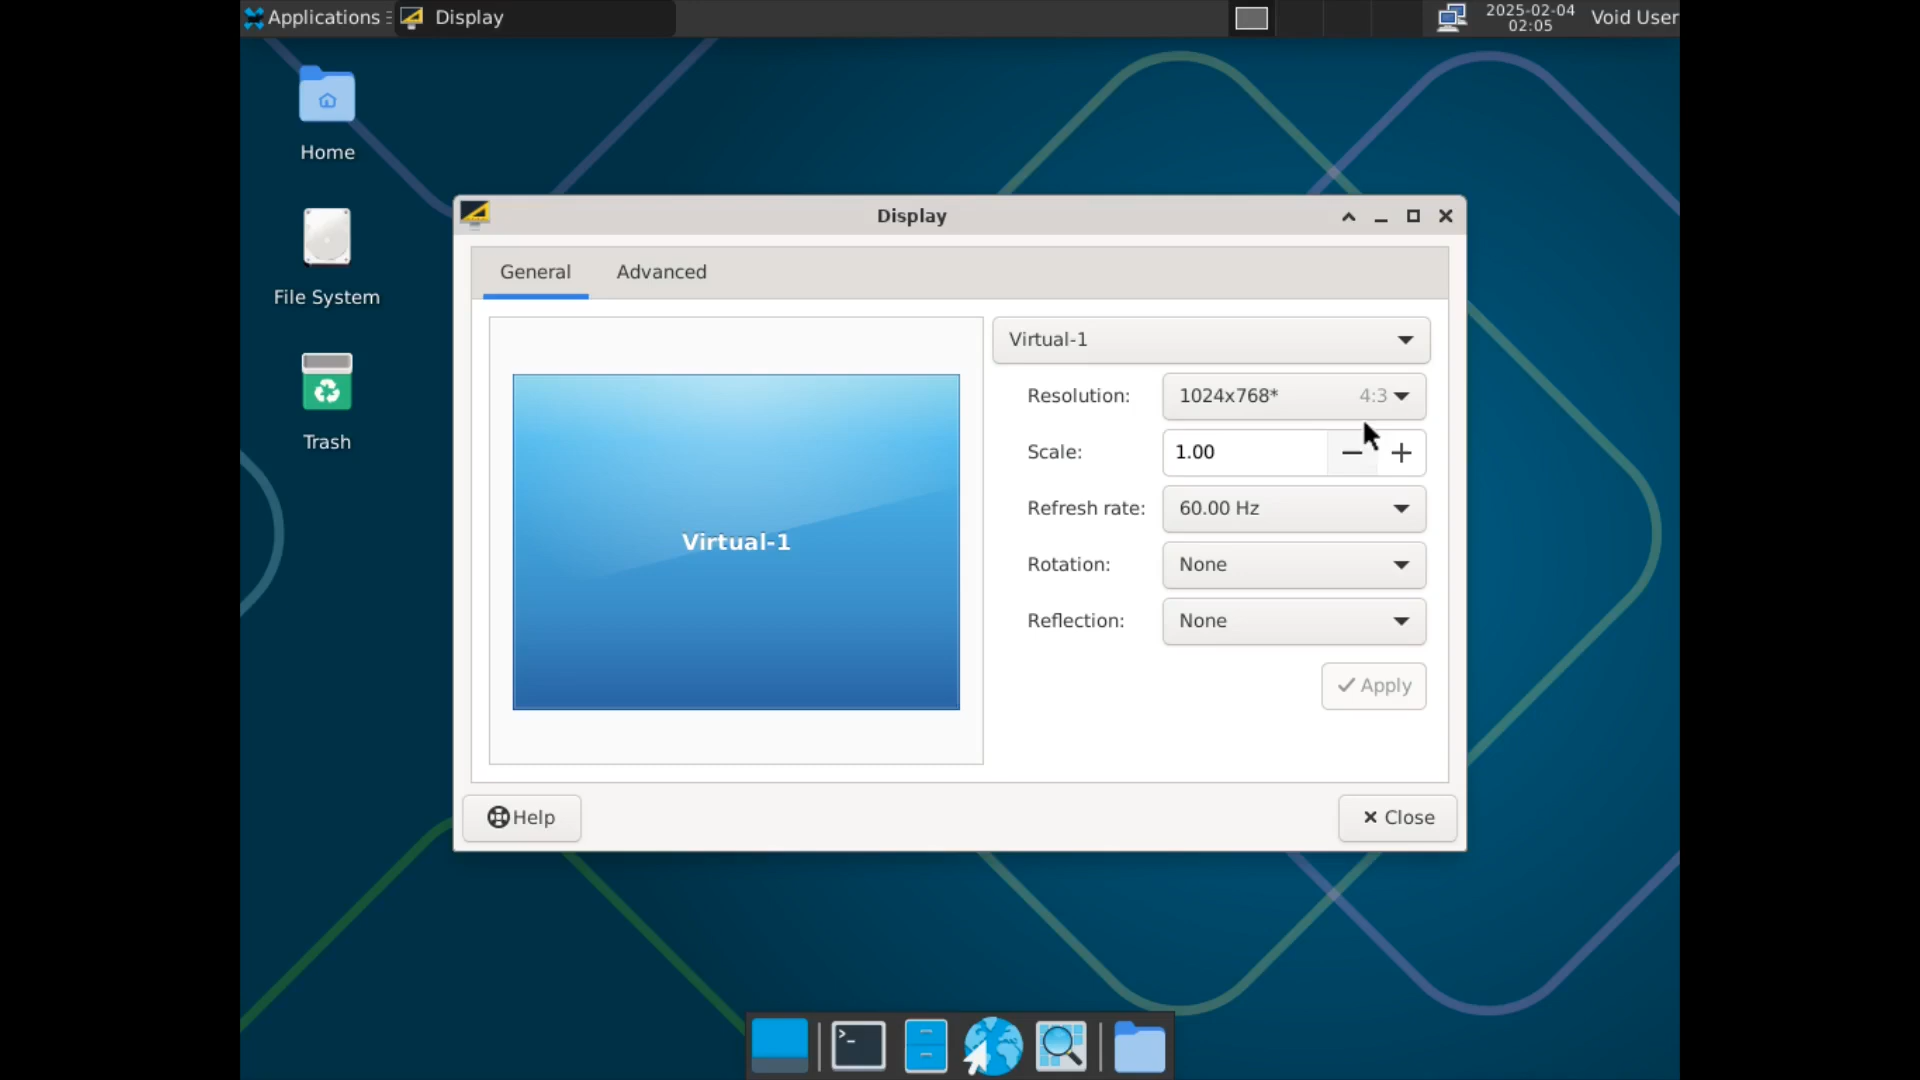 Applications
Display
2025-02-04
02:05
Void User
Home
File System
Trash
Display
General
Advanced
Virtual-1
Virtual-1
Resolution:
1024x768*
4:3
Scale:
1.00
Refresh rate:
60.00 Hz
Rotation:
None
Reflection:
None
Apply
Help
Close